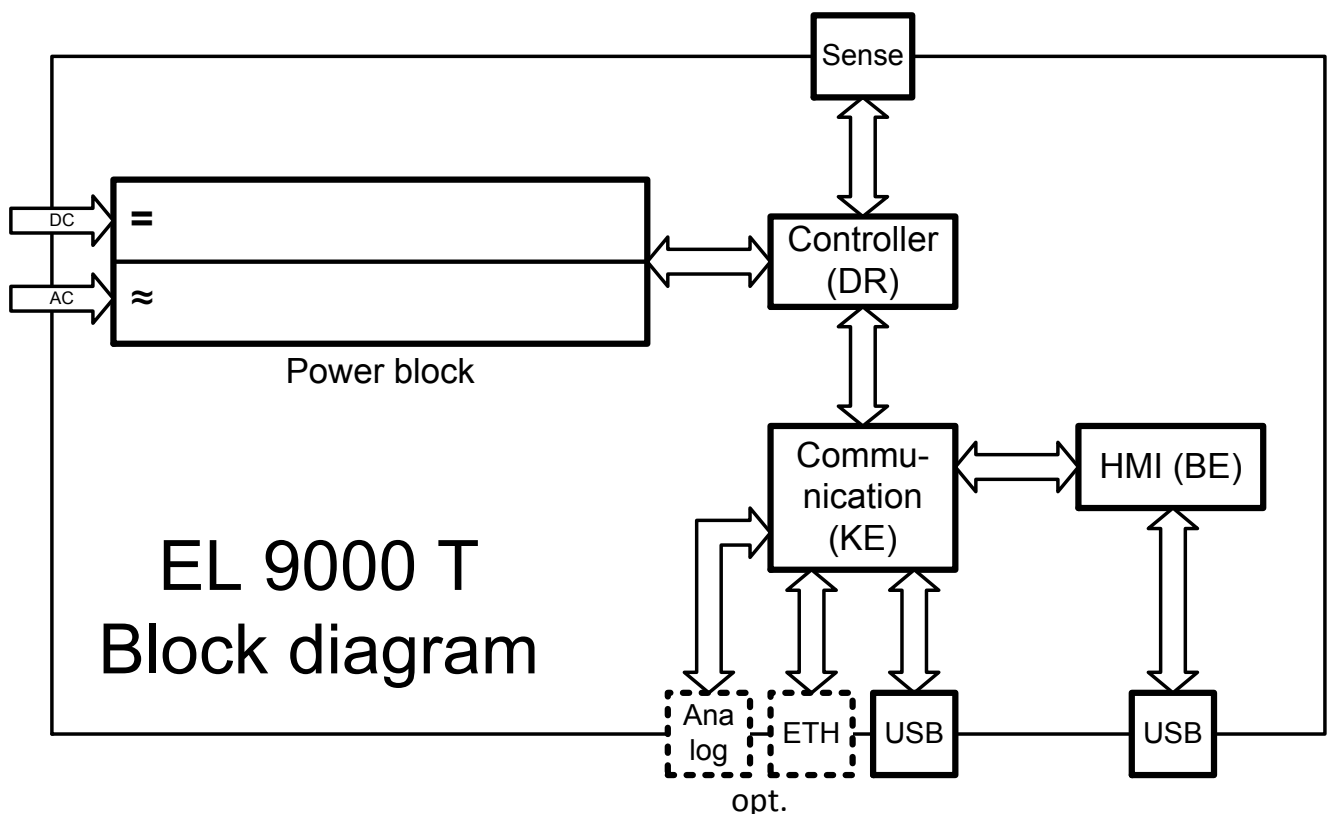 Sense
DC
=
Controller
(DR)
AC
≈
Power block
Commu-
nication
(KE)
HMI (BE)
EL 9000 T
Block diagram
Ana
log
ETH
USB
USB
opt.